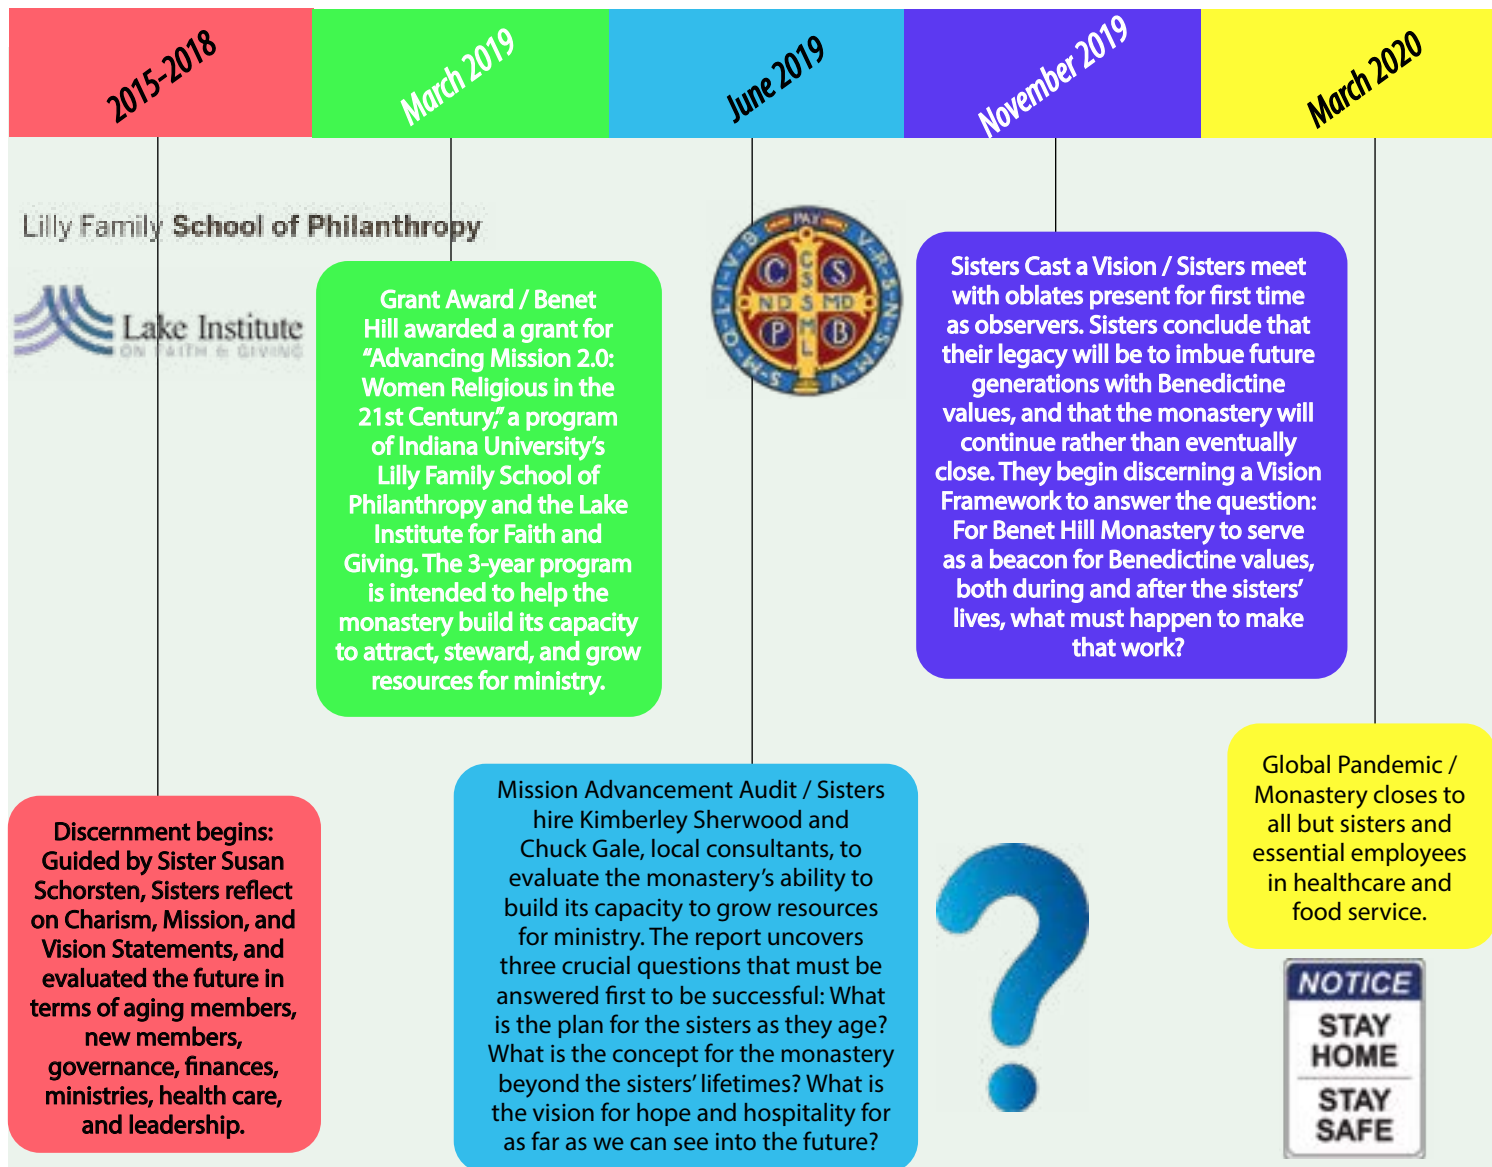 2015-2018
March 2019
June 2019
November 2019
March 2020
Lilly Family School of Philanthropy
Lake Institute
ON FAITH & GIVING
Grant Award / Benet
Hill awarded a grant for
“Advancing Mission 2.0:
Women Religious in the
21st Century,” a program
of Indiana University’s
Lilly Family School of
Philanthropy and the Lake
Institute for Faith and
Giving. The 3-year program
is intended to help the
monastery build its capacity
to attract, steward, and grow
resources for ministry.
PAX
V-R-S-N-S-M-V
S-M-Q-L-I-V-B
C S
P B
C
S
S
M
L
N D S M D
Sisters Cast a Vision / Sisters meet
with oblates present for first time
as observers. Sisters conclude that
their legacy will be to imbue future
generations with Benedictine
values, and that the monastery will
continue rather than eventually
close. They begin discerning a Vision
Framework to answer the question:
For Benet Hill Monastery to serve
as a beacon for Benedictine values,
both during and after the sisters’
lives, what must happen to make
that work?
Discernment begins:
Guided by Sister Susan
Schorsten, Sisters reflect
on Charism, Mission, and
Vision Statements, and
evaluated the future in
terms of aging members,
new members,
governance, finances,
ministries, health care,
and leadership.
Mission Advancement Audit / Sisters
hire Kimberley Sherwood and
Chuck Gale, local consultants, to
evaluate the monastery’s ability to
build its capacity to grow resources
for ministry. The report uncovers
three crucial questions that must be
answered first to be successful: What
is the plan for the sisters as they age?
What is the concept for the monastery
beyond the sisters’ lifetimes? What is
the vision for hope and hospitality for
as far as we can see into the future?
?
Global Pandemic /
Monastery closes to
all but sisters and
essential employees
in healthcare and
food service.
NOTICE
STAY
HOME
STAY
SAFE